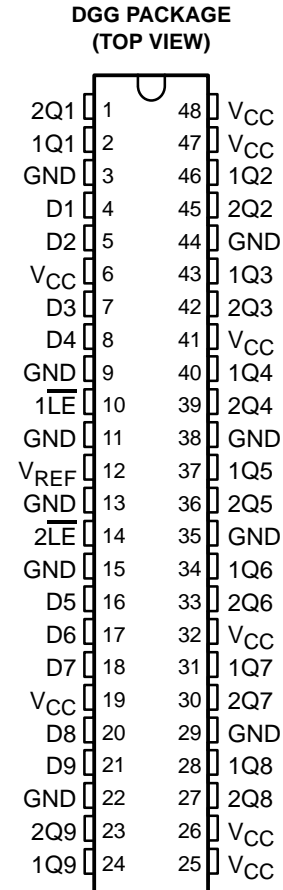 DGG PACKAGE
(TOP VIEW)
2Q1 1 48 VCC
1Q1 2 47 VCC
GND 3 46 1Q2
D1 4 45 2Q2
D2 5 44 GND
VCC 6 43 1Q3
D3 7 42 2Q3
D4 8 41 VCC
GND 9 40 1Q4
1L̅E̅ 10 39 2Q4
GND 11 38 GND
VREF 12 37 1Q5
GND 13 36 2Q5
2L̅E̅ 14 35 GND
GND 15 34 1Q6
D5 16 33 2Q6
D6 17 32 VCC
D7 18 31 1Q7
VCC 19 30 2Q7
D8 20 29 GND
D9 21 28 1Q8
GND 22 27 2Q8
2Q9 23 26 VCC
1Q9 24 25 VCC